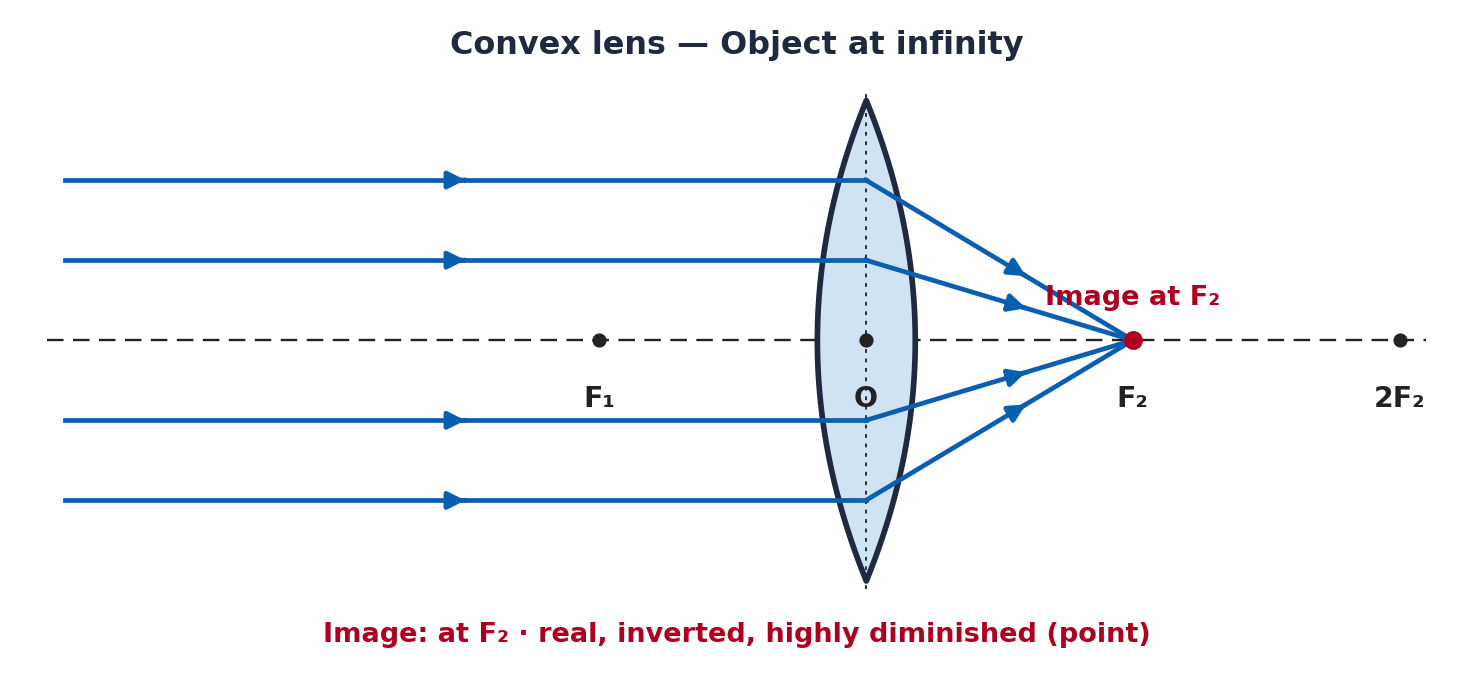 Convex lens — Object at infinity
Image at F₂
F₁
O
F₂
2F₂
Image: at F₂ · real, inverted, highly diminished (point)